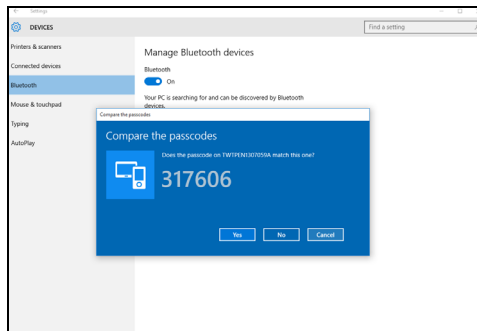 Settings
DEVICES
Find a setting
Printers & scanners
Connected devices
Bluetooth
Mouse & touchpad
Typing
AutoPlay
Manage Bluetooth devices
Bluetooth
On
Your PC is searching for and can be discovered by Bluetooth
devices.
Compare the passcodes
Compare the passcodes
Does the passcode on TWTPEN1307059A match this one?
317606
Yes
No
Cancel